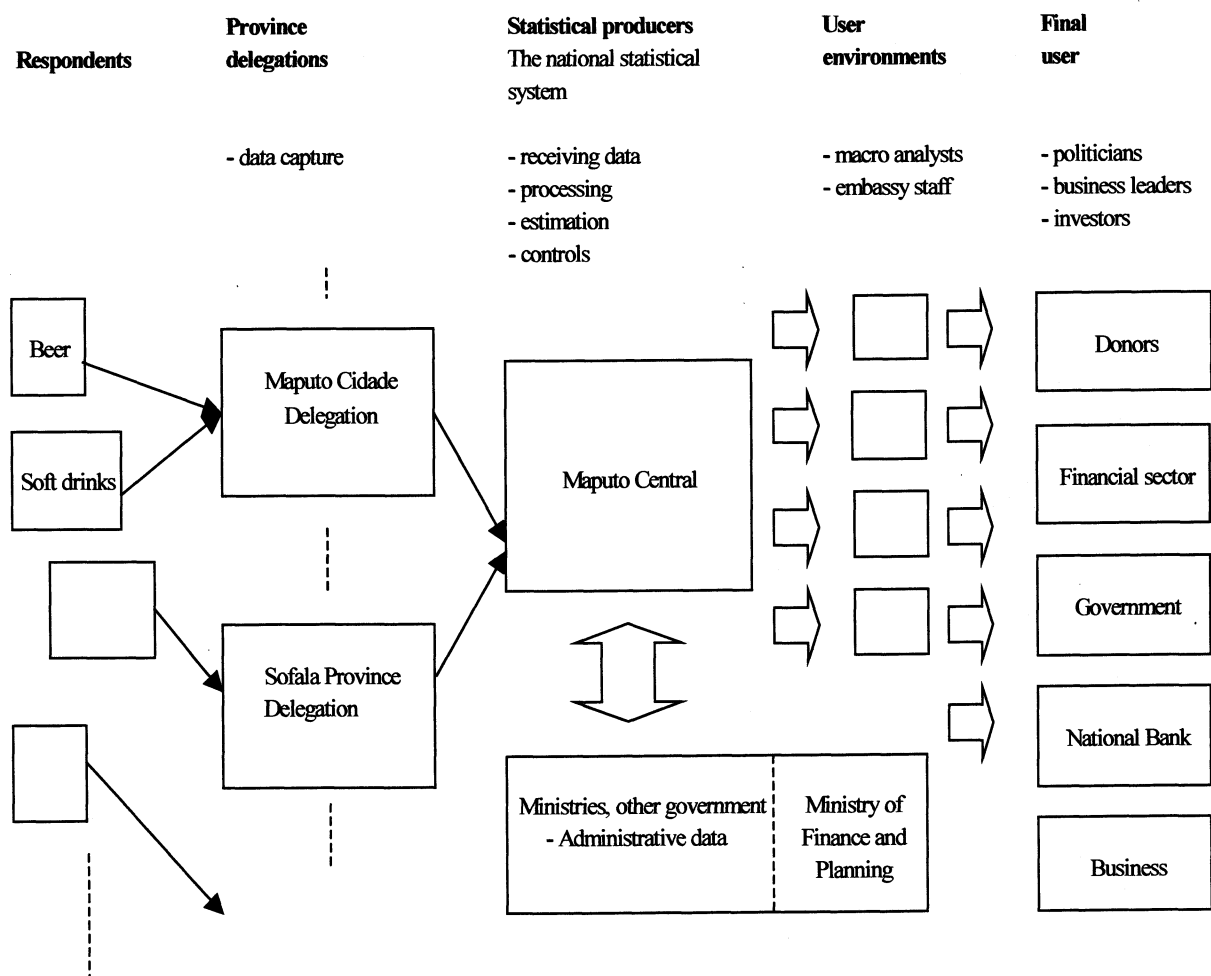 Respondents
Province
delegations
- data capture
Statistical producers
The national statistical
system
- receiving data
- processing
- estimation
- controls
User
environments
- macro analysts
- embassy staff
Final
user
- politicians
- business leaders
- investors
Beer
Soft drinks
Maputo Cidade
Delegation
Sofala Province
Delegation
Maputo Central
Ministries, other government
- Administrative data
Ministry of
Finance and
Planning
Donors
Financial sector
Government
National Bank
Business